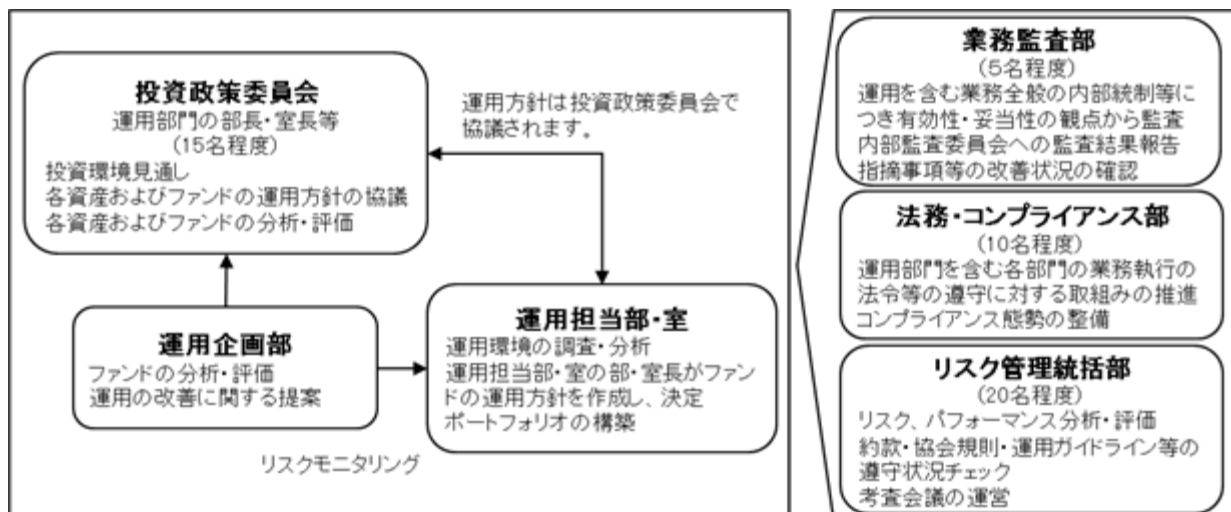 投資政策委員会
運用部門の部長・室長等
(15名程度)
投資環境見通し
各資産およびファンドの運用方針の協議
各資産およびファンドの分析・評価
運用方針は投資政策委員会で
協議されます。
運用企画部
ファンドの分析・評価
運用の改善に関する提案
運用担当部・室
運用環境の調査・分析
運用担当部・室の部・室長がファン
ドの運用方針を作成し、決定
ポートフォリオの構築
リスクモニタリング
業務監査部
(5名程度)
運用を含む業務全般の内部統制等に
つき有効性・妥当性の観点から監査
内部監査委員会への監査結果報告
指摘事項等の改善状況の確認
法務・コンプライアンス部
(10名程度)
運用部門を含む各部門の業務執行の
法令等の遵守に対する取組みの推進
コンプライアンス態勢の整備
リスク管理統括部
(20名程度)
リスク、パフォーマンス分析・評価
約款・協会規則・運用ガイドライン等の
遵守状況チェック
考査会議の運営